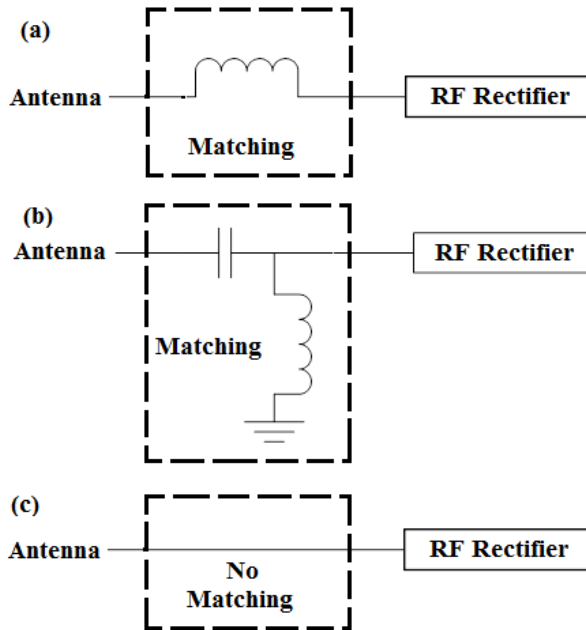 (a)
Antenna
RF Rectifier
Matching
(b)
Antenna
RF Rectifier
Matching
(c)
Antenna
RF Rectifier
No
Matching